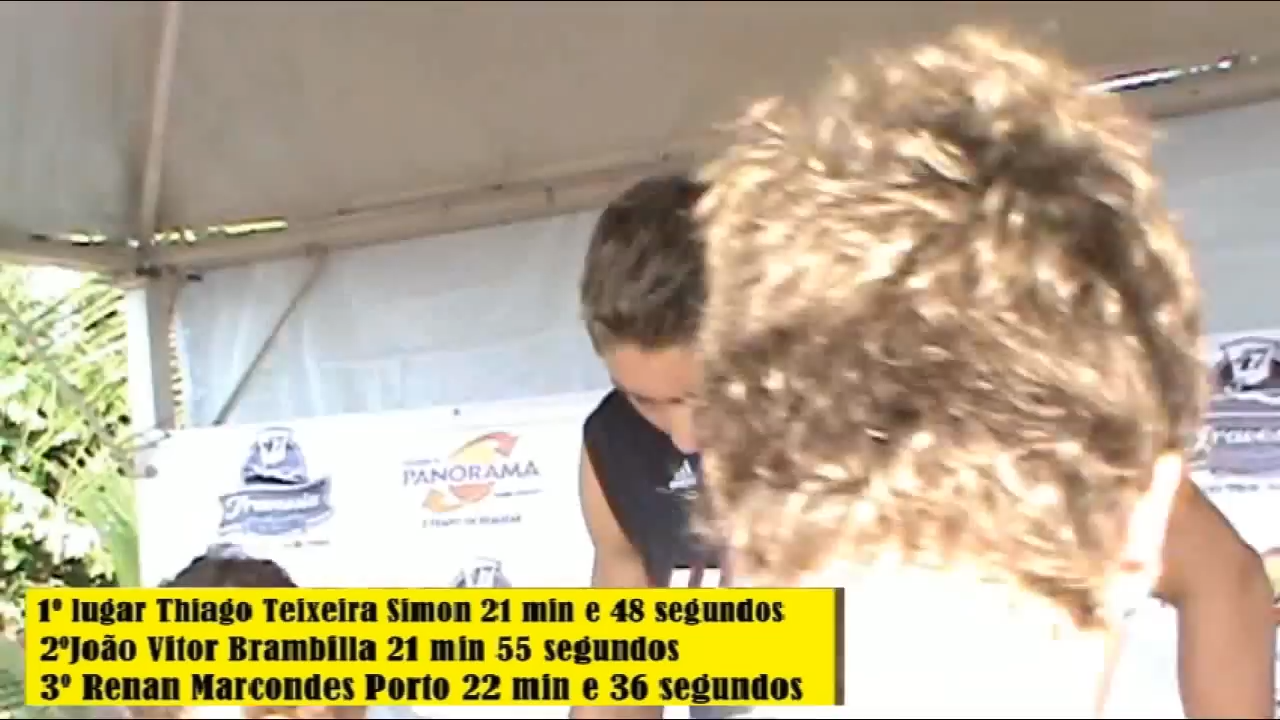 PANORAMA
47
1º lugar Thiago Teixeira Simon 21 min e 48 segundos
2ºJoão Vitor Brambilla 21 min 55 segundos
3º Renan Marcondes Porto 22 min e 36 segundos